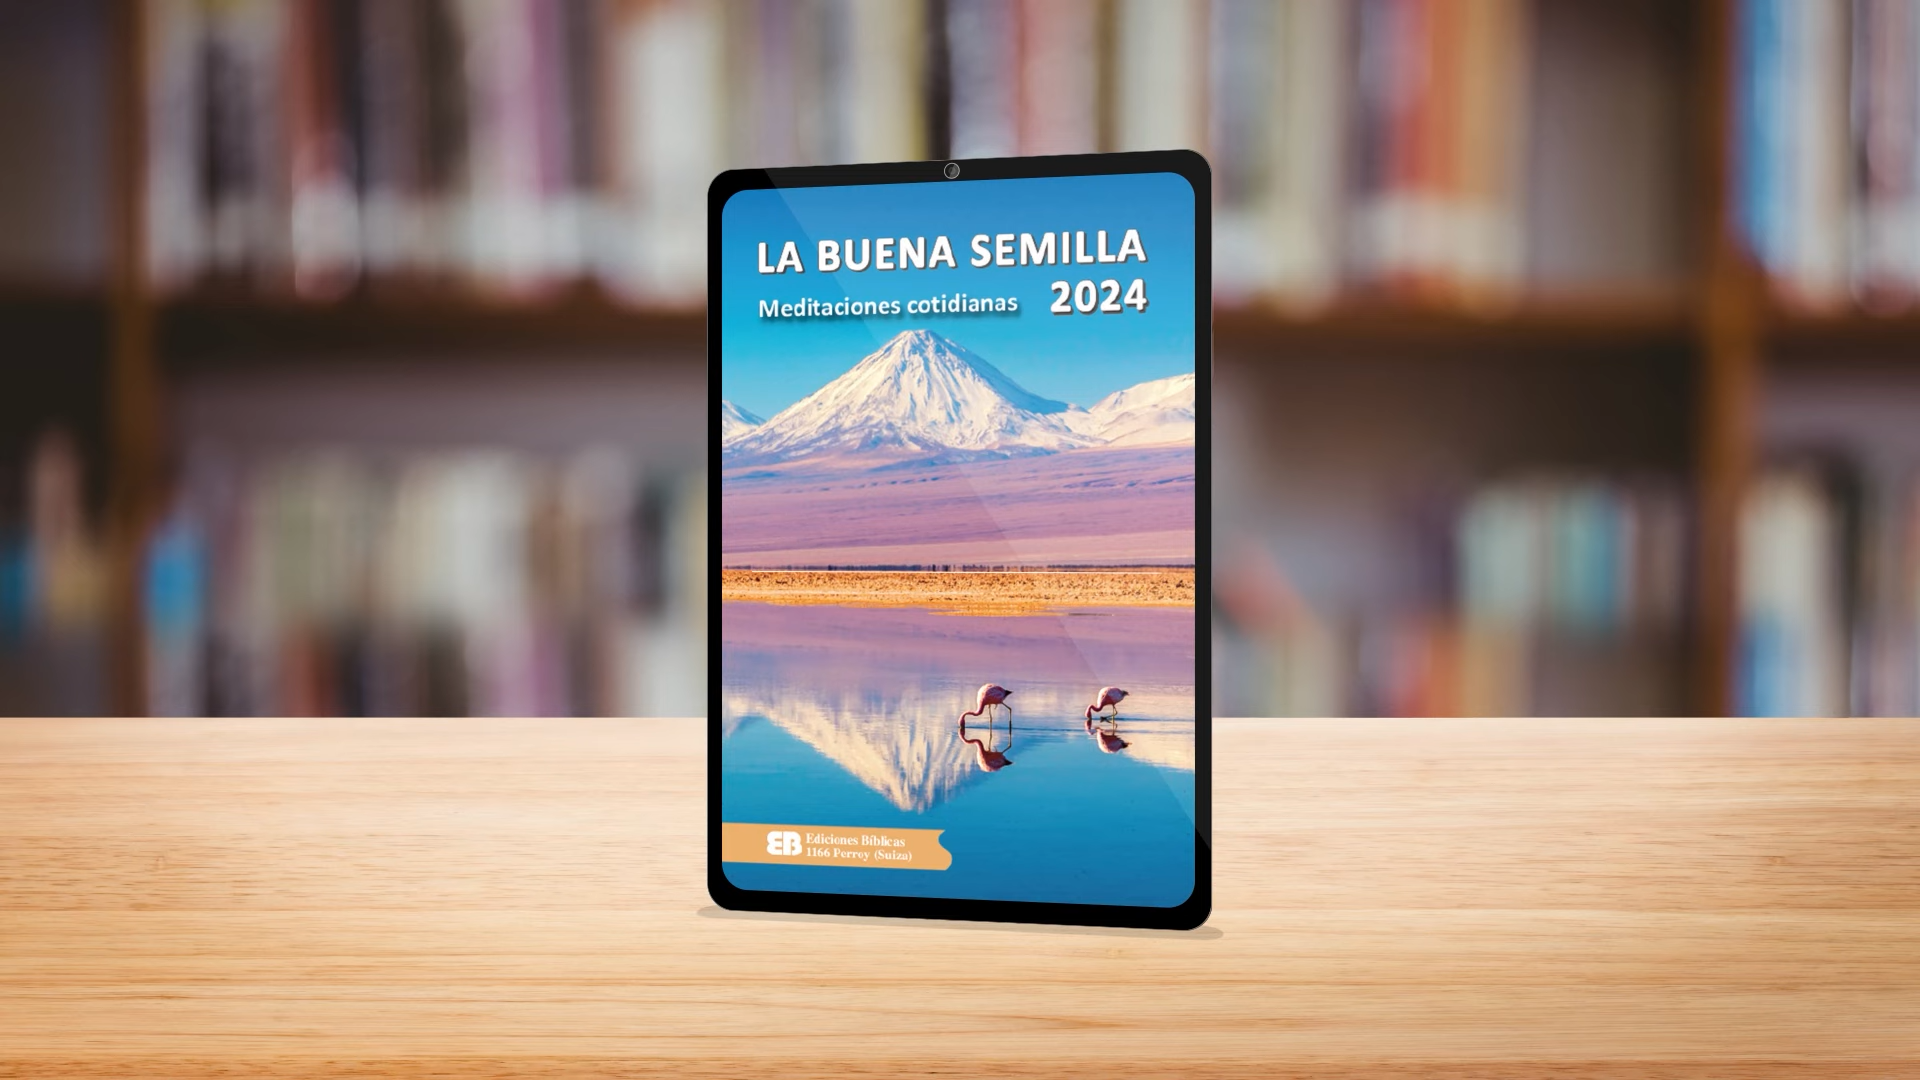 LA BUENA SEMILLA
Meditaciones cotidianas 2024
EB Ediciones Bíblicas
1166 Perroy (Suiza)